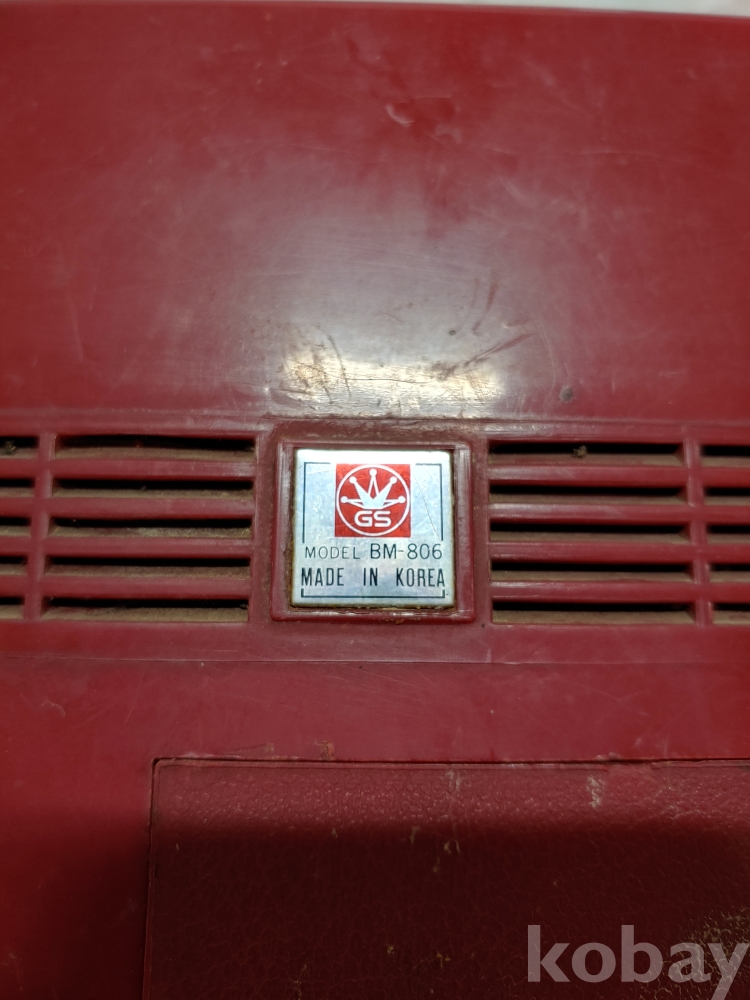 GS
MODEL BM-806
MADE IN KOREA
kobay